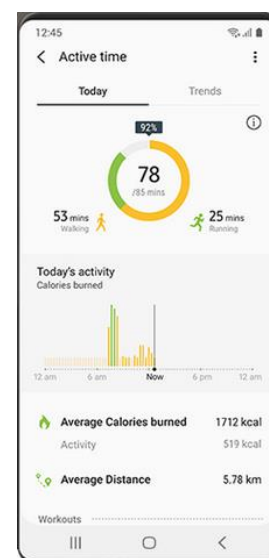 12:45
Active time
Today Trends
92%
78
/85 mins
53 mins
Walking
25 mins
Running
Today's activity
Calories burned
12 am 6 am Now 6 pm 12 am
Average Calories burned 1712 kcal
Activity 519 kcal
Average Distance 5.78 km
Workouts